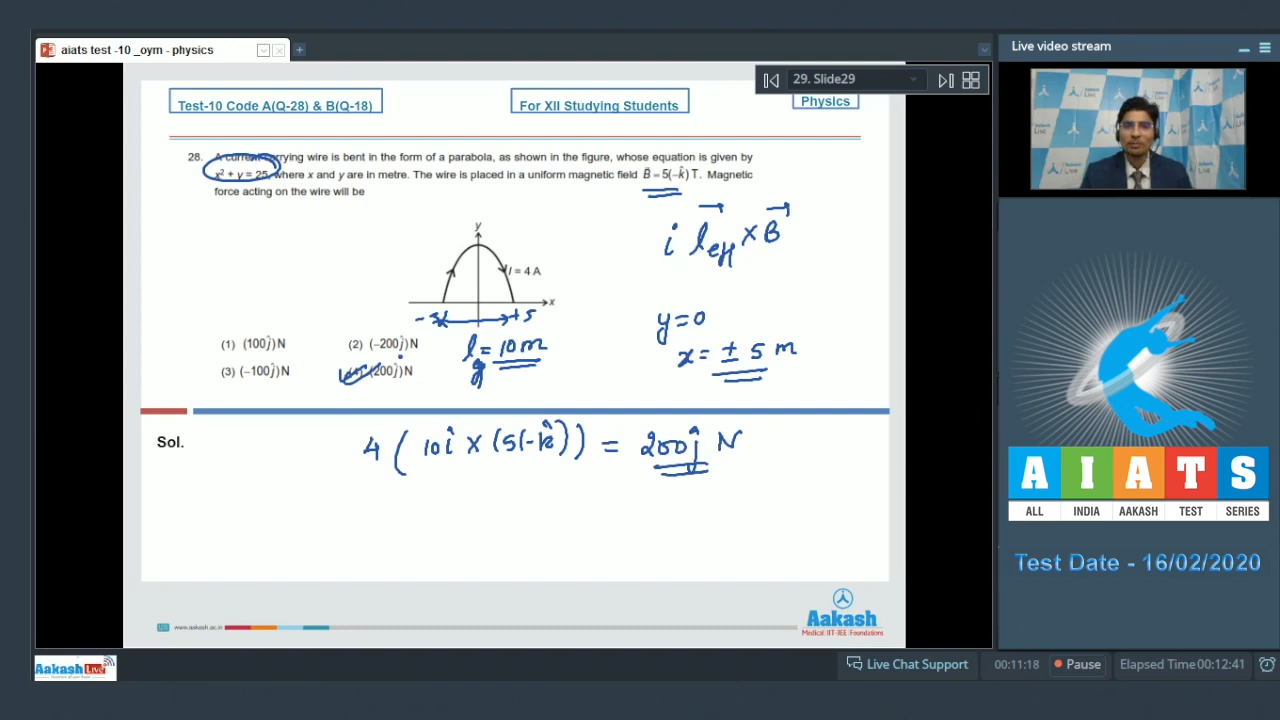 aiats test -10 _oym - physics
Live video stream
29. Slide29
Test-10 Code A(Q-28) & B(Q-18)
For XII Studying Students
Physics
28. A current carrying wire is bent in the form of a parabola, as shown in the figure, whose equation is given by
x² + y = 25, where x and y are in metre. The wire is placed in a uniform magnetic field B⃗ = 5(−k̂) T. Magnetic
force acting on the wire will be
i l⃗eff × B⃗
y
I = 4 A
x
-5 +5
y=0
l = 10m
x = ± 5 m
(1) (100ĵ) N (2) (−200ĵ) N
(3) (−100ĵ) N (4) (200ĵ) N
Sol.
4 ( 10î × (5(-k̂)) ) = 200ĵ N
A I A T S
ALL INDIA AAKASH TEST SERIES
Test Date - 16/02/2020
www.aakash.ac.in
Aakash
Medical | IIT-JEE | Foundations
Aakash Live
Live Chat Support
00:11:18
Pause
Elapsed Time 00:12:41